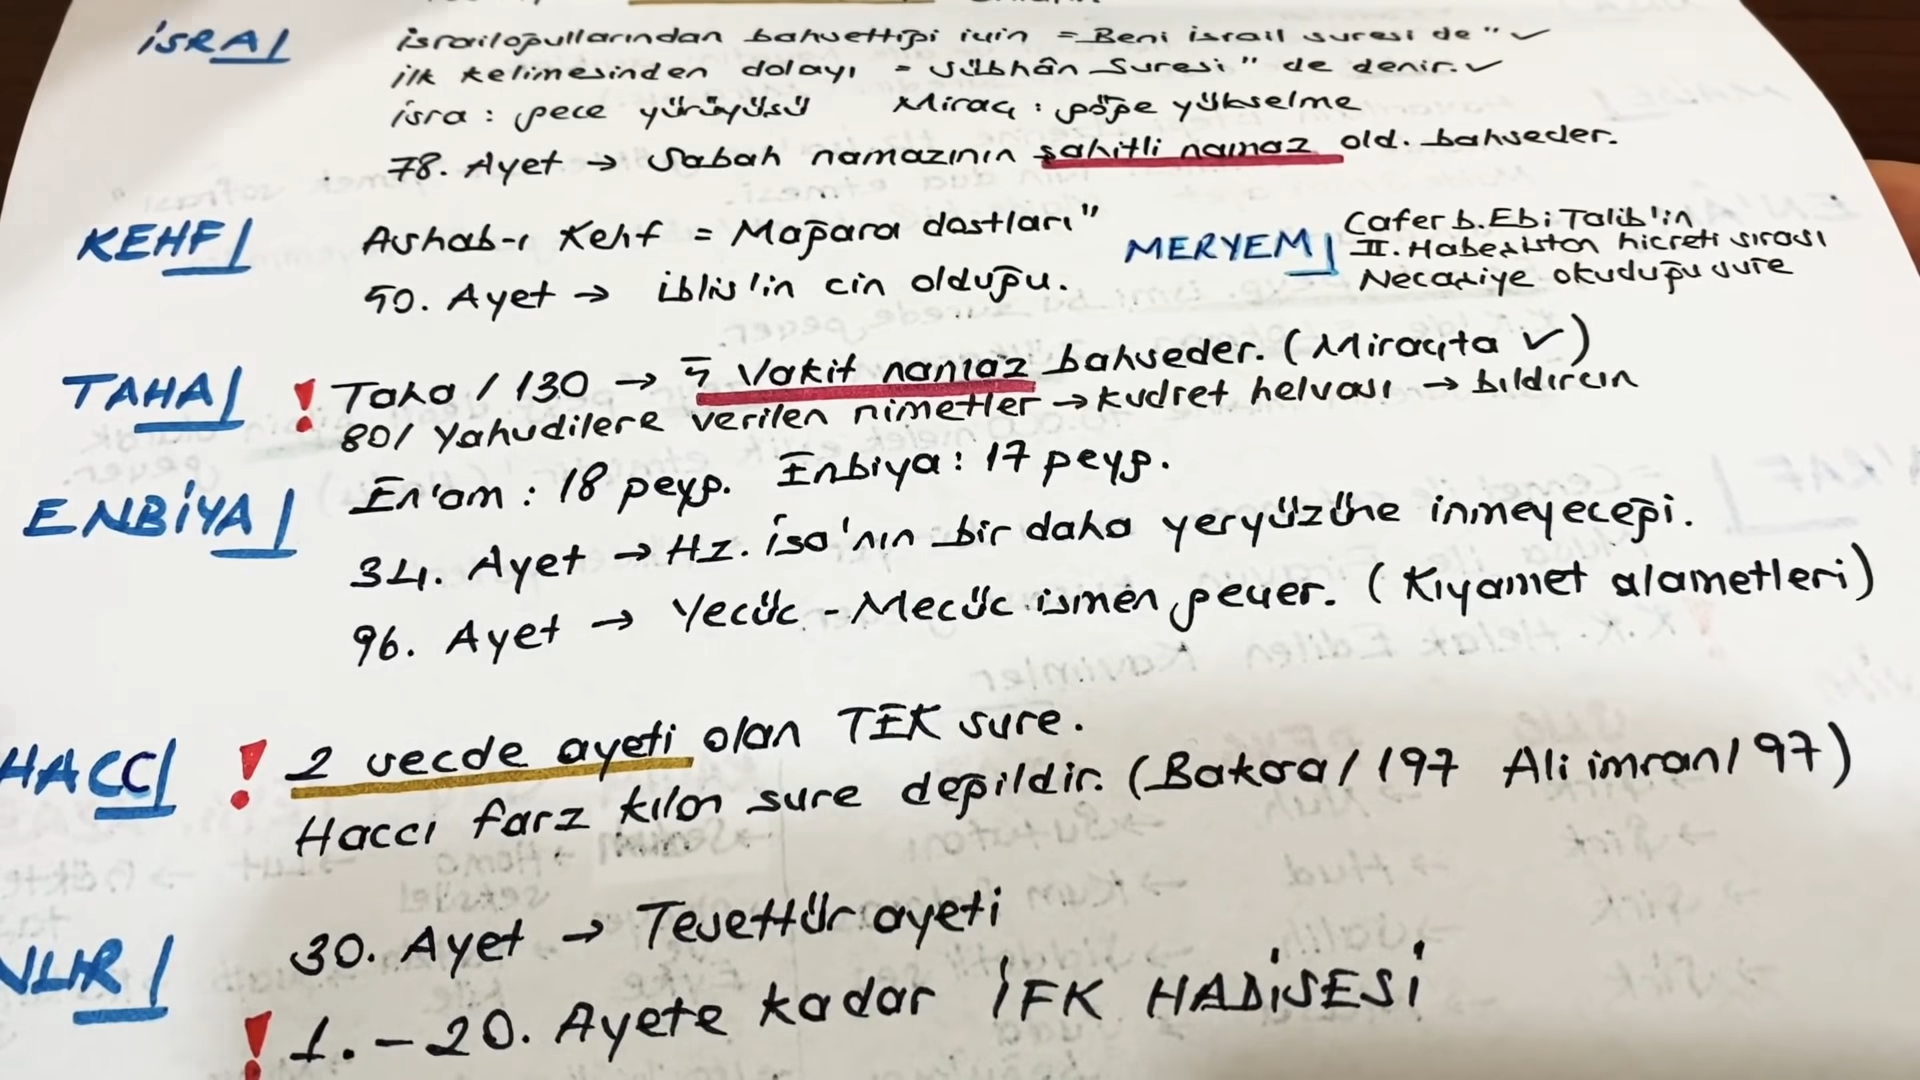 İSRA
İsrailoğullarından bahsettiği için = Beni israil suresi de" ✓
ilk kelimesinden dolayı = Sübhân Suresi" de denir. ✓
İsra : gece yürüyüşü Miraç : göğe yükselme
78. Ayet → Sabah namazının şahitli namaz old. bahseder.
KEHF
Ashab-ı Kehf = Mağara dostları"
50. Ayet → İblis'in cin olduğu.
MERYEM
Cafer b. Ebi Talib'in
II. Habeşistan hicreti sırası
Necaşiye okuduğu sure
TAHA
! Taha / 130 → 5 Vakit namaz bahseder. (Miraçta ✓)
80/ Yahudilere verilen nimetler → kudret helvası → bıldırcın
ENBİYA
En'am : 18 peyg. Enbiya : 17 peyg.
34. Ayet → Hz. İsa'nın bir daha yeryüzüne inmeyeceği.
96. Ayet → Yecüc - Mecüc ismen geçer. (Kıyamet alametleri)
HACC
! 2 secde ayeti olan TEK sure.
Haccı farz kılan sure değildir. (Bakara/197 Ali imran/97)
NUR
30. Ayet → Tesettür ayeti
! 1. - 20. Ayete kadar İFK HADİSESİ